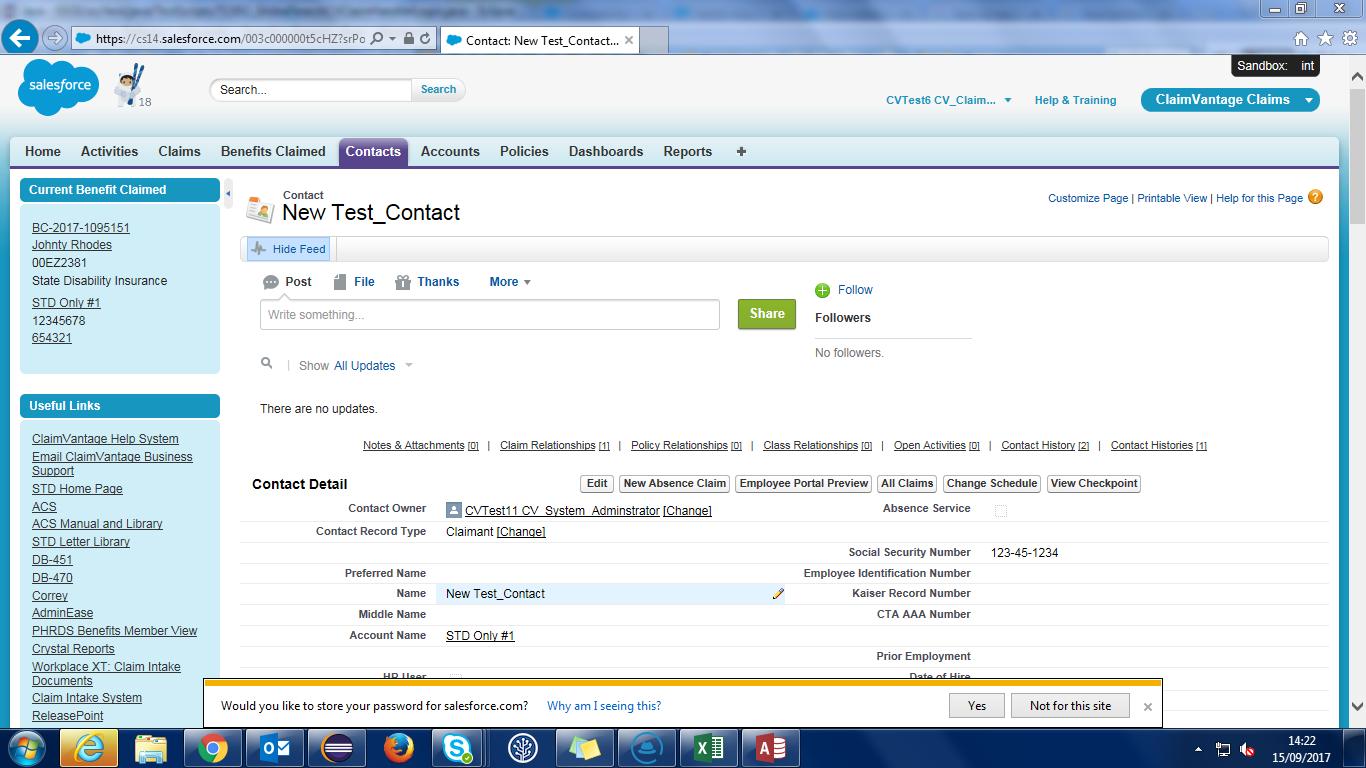 https://cs14.salesforce.com/003c000000t5cHZ?srPo
Contact: New Test_Contact...
Sandbox: int
salesforce
18
Search...
Search
CVTest6 CV_Claim...
Help & Training
ClaimVantage Claims
Home Activities Claims Benefits Claimed Contacts Accounts Policies Dashboards Reports +
Current Benefit Claimed
BC-2017-1095151
Johnty Rhodes
00EZ2381
State Disability Insurance
STD Only #1
12345678
654321
Useful Links
ClaimVantage Help System
Email ClaimVantage Business
Support
STD Home Page
ACS
ACS Manual and Library
STD Letter Library
DB-451
DB-470
Correy
AdminEase
PHRDS Benefits Member View
Crystal Reports
Workplace XT: Claim Intake
Documents
Claim Intake System
ReleasePoint
Contact
New Test_Contact
Customize Page | Printable View | Help for this Page
Hide Feed
Post File Thanks More
Write something...
Share
Follow
Followers
No followers.
Show All Updates
There are no updates.
Notes & Attachments [0] | Claim Relationships [1] | Policy Relationships [0] | Class Relationships [0] | Open Activities [0] | Contact History [2] | Contact Histories [1]
Contact Detail
Edit New Absence Claim Employee Portal Preview All Claims Change Schedule View Checkpoint
Contact Owner CVTest11 CV_System_Adminstrator [Change] Absence Service
Contact Record Type Claimant [Change]
Social Security Number 123-45-1234
Preferred Name Employee Identification Number
Name New Test_Contact Kaiser Record Number
Middle Name CTA AAA Number
Account Name STD Only #1
Prior Employment
HR User Date of Hire
Would you like to store your password for salesforce.com? Why am I seeing this? Yes Not for this site
14:22
15/09/2017